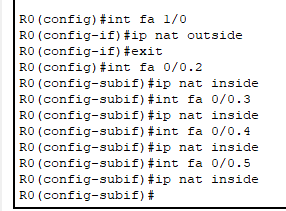 R0(config)#int fa 1/0
R0(config-if)#ip nat outside
R0(config-if)#exit
R0(config)#int fa 0/0.2
R0(config-subif)#ip nat inside
R0(config-subif)#int fa 0/0.3
R0(config-subif)#ip nat inside
R0(config-subif)#int fa 0/0.4
R0(config-subif)#ip nat inside
R0(config-subif)#int fa 0/0.5
R0(config-subif)#ip nat inside
R0(config-subif)#